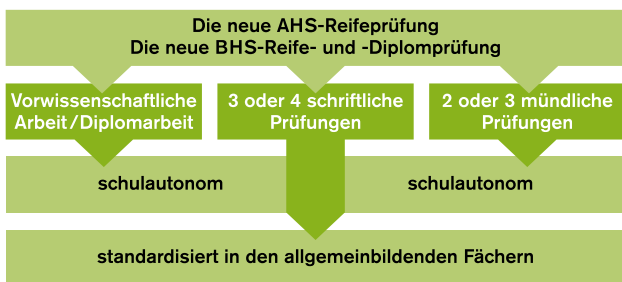 Die neue AHS-Reifeprüfung
Die neue BHS-Reife- und -Diplomprüfung
Vorwissenschaftliche
Arbeit/Diplomarbeit
3 oder 4 schriftliche
Prüfungen
2 oder 3 mündliche
Prüfungen
schulautonom
schulautonom
standardisiert in den allgemeinbildenden Fächern